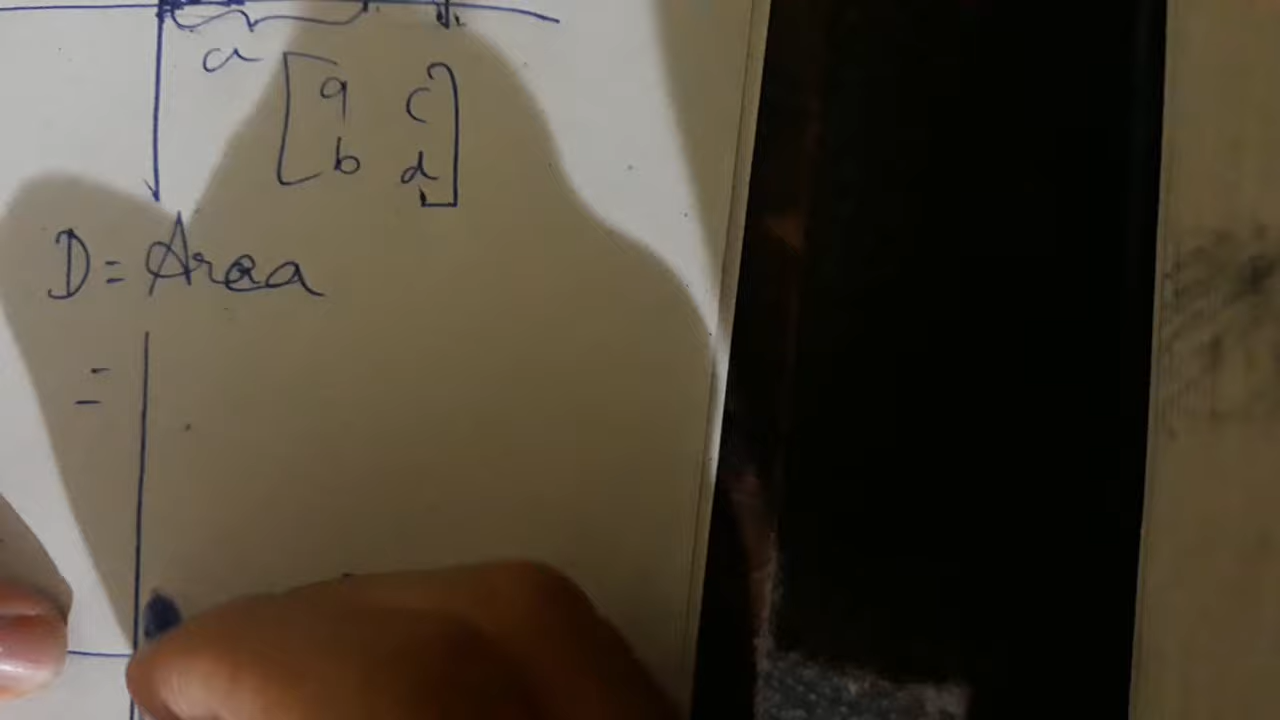 a
a c
b d
D = Area
=